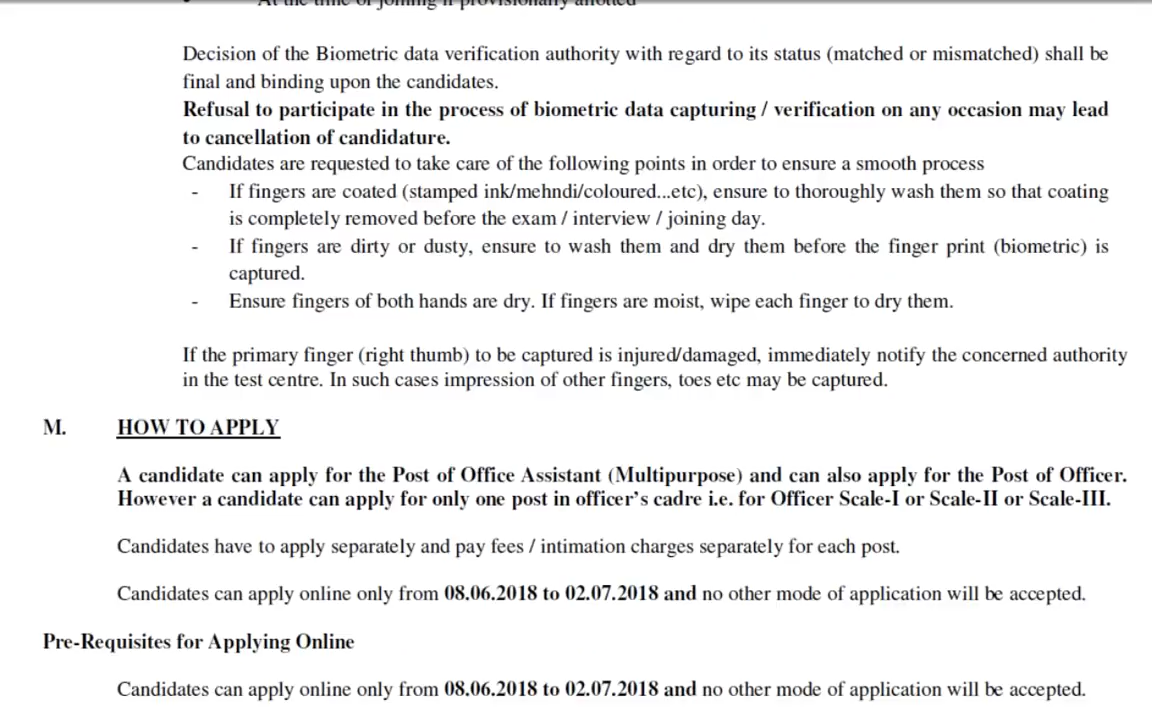 At the time of joining if provisionally allotted
Decision of the Biometric data verification authority with regard to its status (matched or mismatched) shall be
final and binding upon the candidates.
Refusal to participate in the process of biometric data capturing / verification on any occasion may lead
to cancellation of candidature.
Candidates are requested to take care of the following points in order to ensure a smooth process
- If fingers are coated (stamped ink/mehndi/coloured...etc), ensure to thoroughly wash them so that coating
is completely removed before the exam / interview / joining day.
- If fingers are dirty or dusty, ensure to wash them and dry them before the finger print (biometric) is
captured.
- Ensure fingers of both hands are dry. If fingers are moist, wipe each finger to dry them.
If the primary finger (right thumb) to be captured is injured/damaged, immediately notify the concerned authority
in the test centre. In such cases impression of other fingers, toes etc may be captured.
M. HOW TO APPLY
A candidate can apply for the Post of Office Assistant (Multipurpose) and can also apply for the Post of Officer.
However a candidate can apply for only one post in officer's cadre i.e. for Officer Scale-I or Scale-II or Scale-III.
Candidates have to apply separately and pay fees / intimation charges separately for each post.
Candidates can apply online only from 08.06.2018 to 02.07.2018 and no other mode of application will be accepted.
Pre-Requisites for Applying Online
Candidates can apply online only from 08.06.2018 to 02.07.2018 and no other mode of application will be accepted.